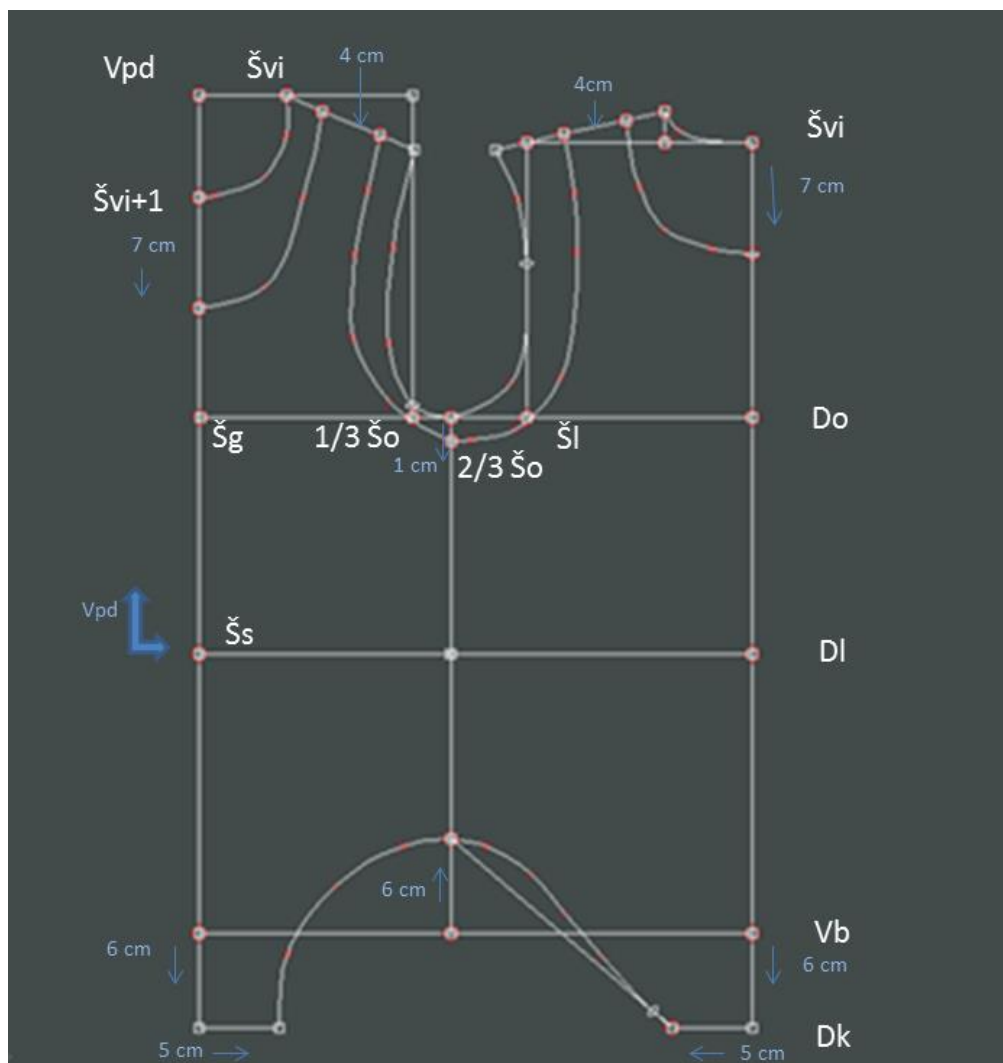 4 cm
Vpd
Švi
4cm
Švi
7 cm
Švi+1
7 cm
Do
Šg
1/3 Šo
Šl
1 cm
2/3 Šo
Vpd
Šs
Dl
6 cm
6 cm
Vb
6 cm
Dk
5 cm
5 cm